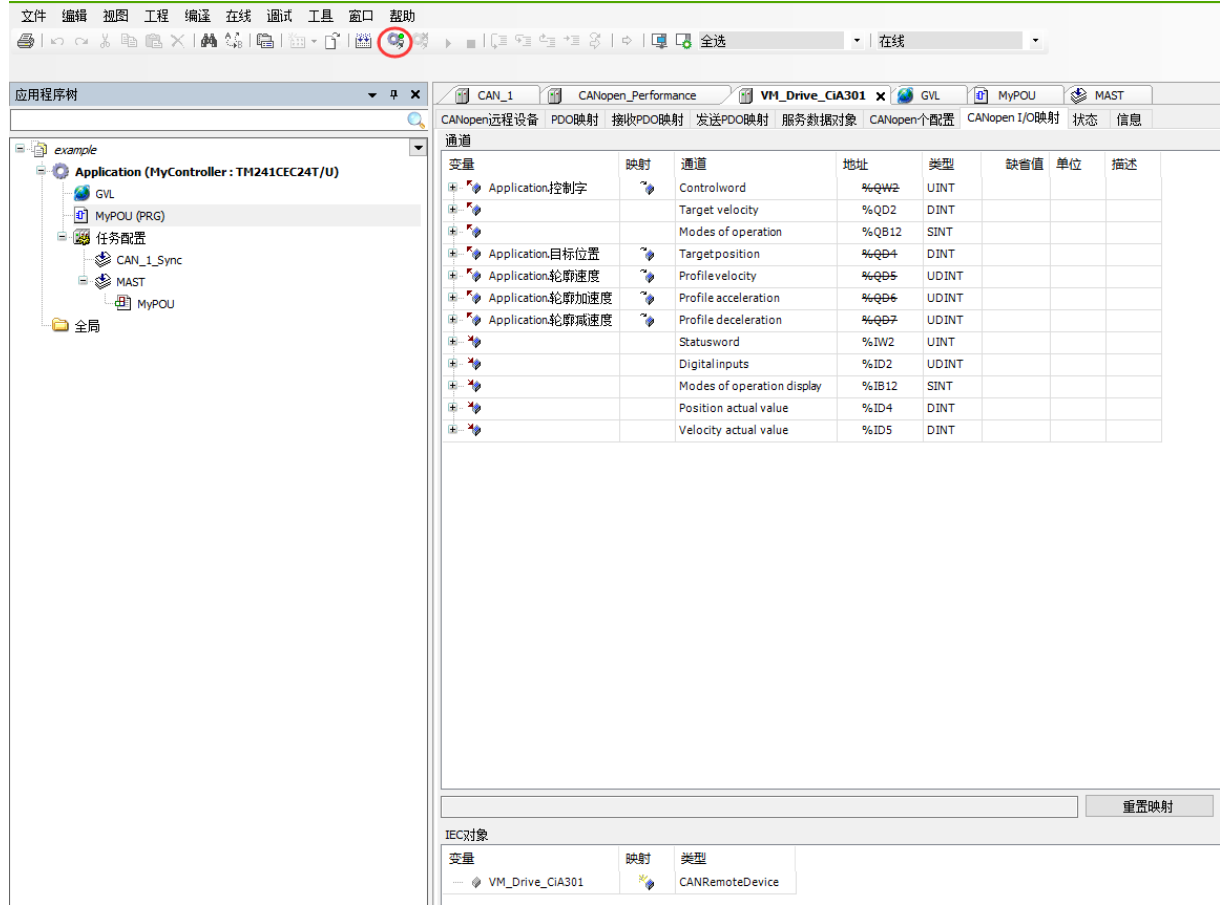 文件 编辑 视图 工程 编译 在线 调试 工具 窗口 帮助
全选 在线
应用程序树
example
Application (MyController : TM241CEC24T/U)
GVL
MyPOU (PRG)
任务配置
CAN_1_Sync
MAST
MyPOU
全局
CAN_1 CANopen_Performance VM_Drive_CiA301 GVL MyPOU MAST
CANopen远程设备 PDO映射 接收PDO映射 发送PDO映射 服务数据对象 CANopen个配置 CANopen I/O映射 状态 信息
通道
变量 映射 通道 地址 类型 缺省值 单位 描述
Application.控制字 Controlword %QW2 UINT
Target velocity %QD2 DINT
Modes of operation %QB12 SINT
Application.目标位置 Targetposition %QD4 DINT
Application.轮廓速度 Profilevelocity %QD5 UDINT
Application.轮廓加速度 Profile acceleration %QD6 UDINT
Application.轮廓减速度 Profile deceleration %QD7 UDINT
Statusword %IW2 UINT
Digitalinputs %ID2 UDINT
Modes of operation display %IB12 SINT
Position actual value %ID4 DINT
Velocity actual value %ID5 DINT
重置映射
IEC对象
变量 映射 类型
VM_Drive_CiA301 CANRemoteDevice